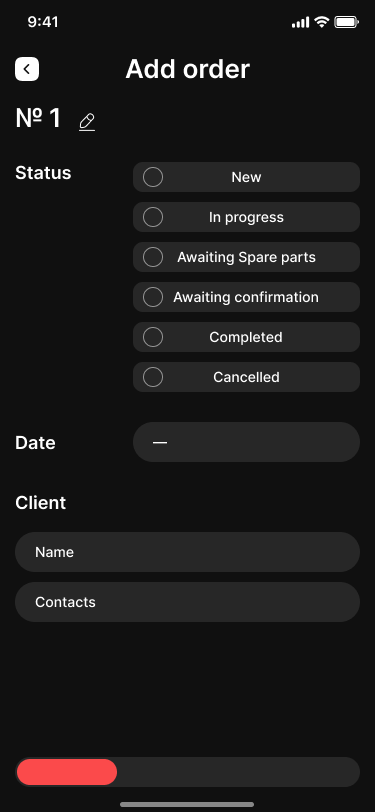 9:41
Add order
№ 1
Status
New
In progress
Awaiting Spare parts
Awaiting confirmation
Completed
Cancelled
Date
—
Client
Name
Contacts